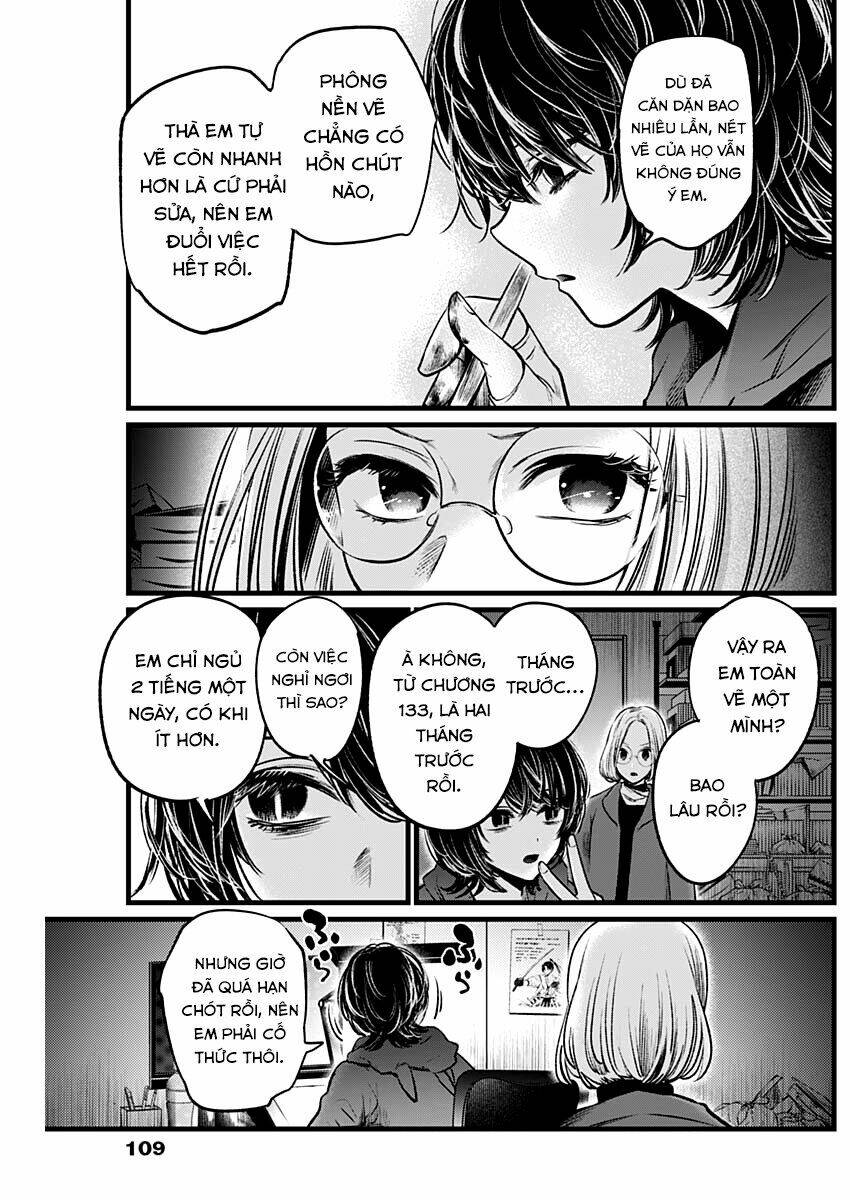 DÙ ĐÃ
CĂN DẶN BAO
NHIÊU LẦN, NÉT
VẼ CỦA HỌ VẪN
KHÔNG ĐÚNG
Ý EM.
PHÔNG
NỀN VẼ
CHẲNG CÓ
HỒN CHÚT
NÀO,
THÀ EM TỰ
VẼ CÒN NHANH
HƠN LÀ CỨ PHẢI
SỬA, NÊN EM
ĐUỔI VIỆC
HẾT RỒI.
VẬY RA
EM TOÀN
VẼ MỘT
MÌNH?
BAO
LÂU RỒI?
THÁNG
TRƯỚC...
À KHÔNG,
TỪ CHƯƠNG
133, LÀ HAI
THÁNG
TRƯỚC
RỒI.
CÒN VIỆC
NGHỈ NGƠI
THÌ SAO?
EM CHỈ NGỦ
2 TIẾNG MỘT
NGÀY, CÓ KHI
ÍT HƠN.
NHƯNG GIỜ
ĐÃ QUÁ HẠN
CHÓT RỒI, NÊN
EM PHẢI CỐ
THỨC THÔI.
109